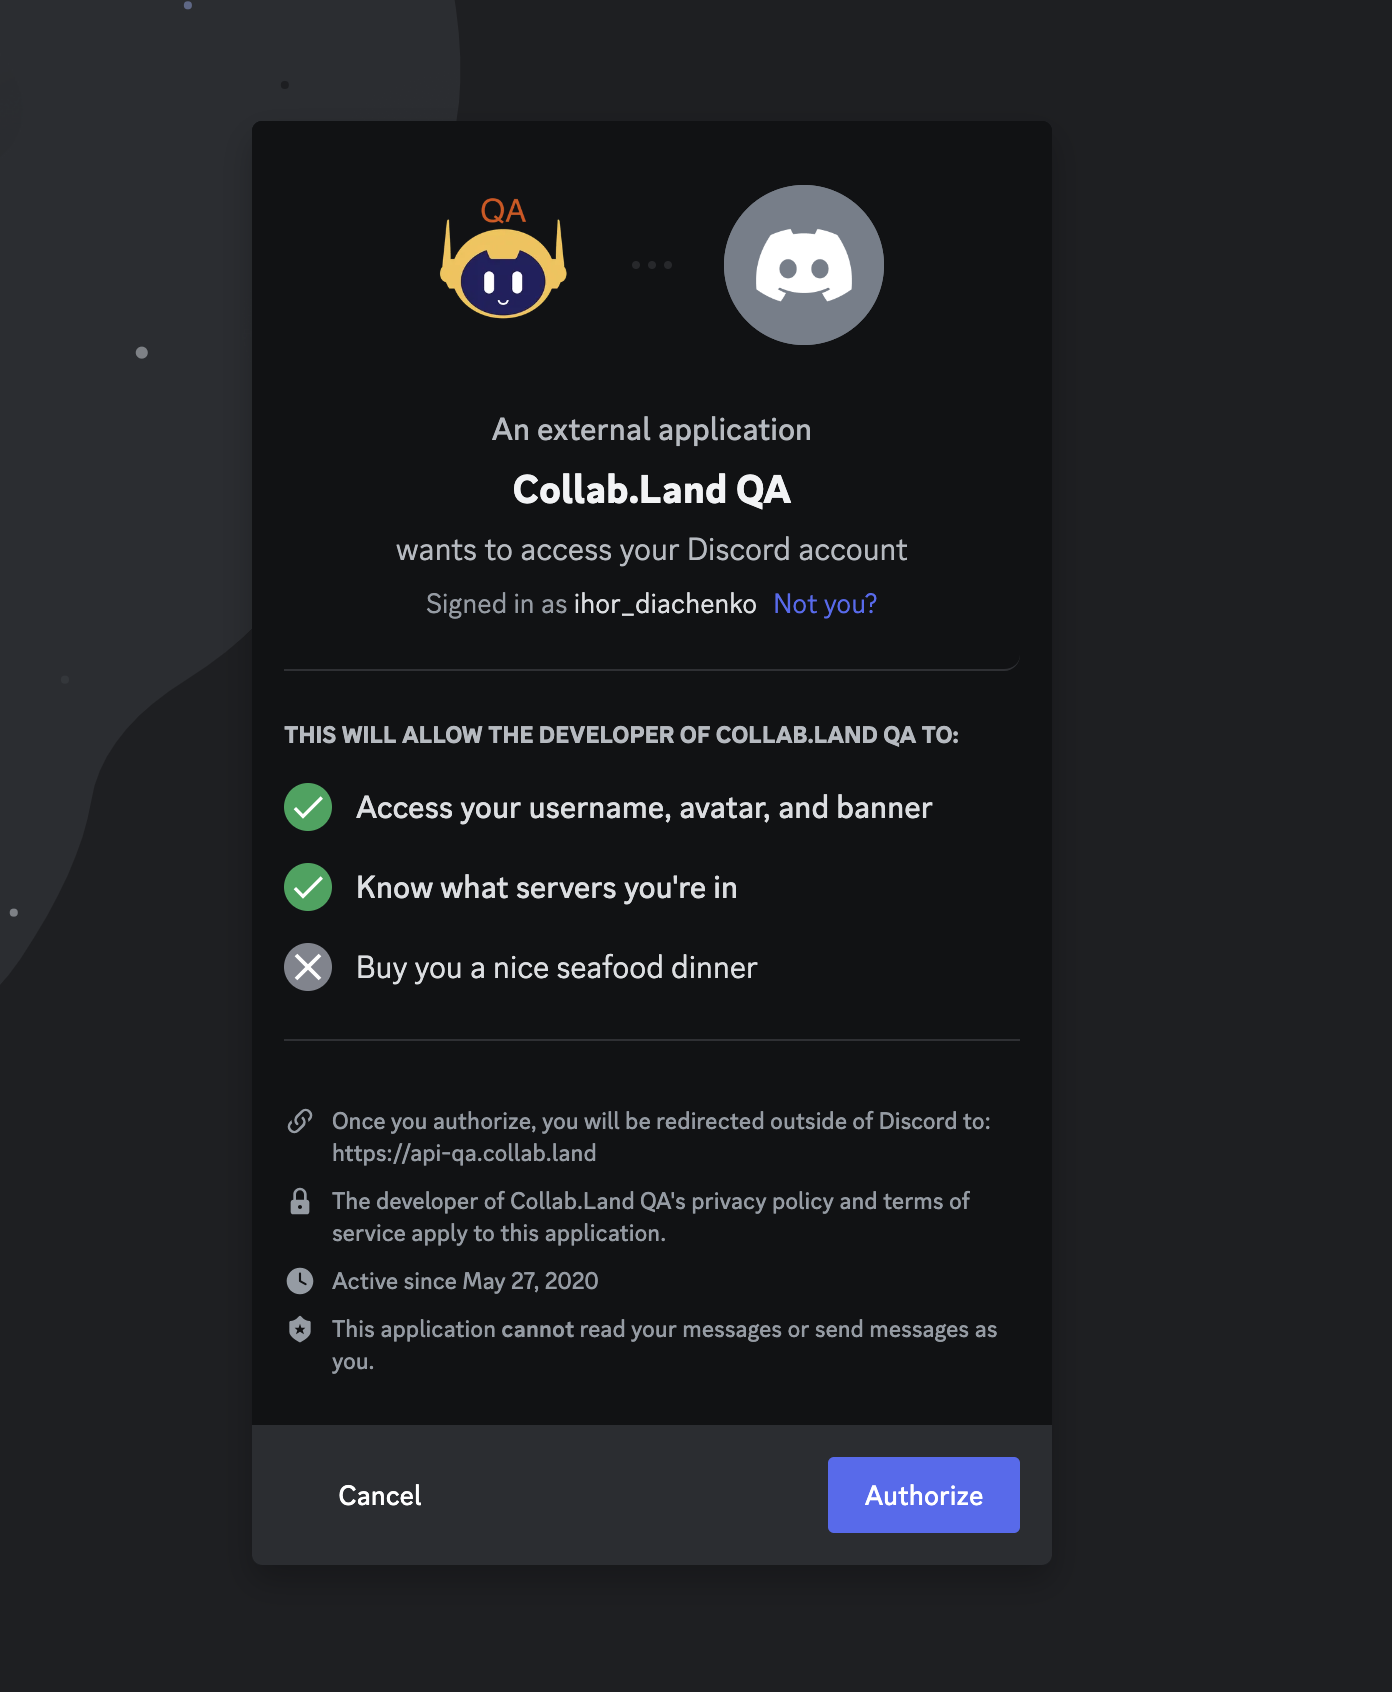 QA
An external application
Collab.Land QA
wants to access your Discord account
Signed in as ihor_diachenko Not you?
THIS WILL ALLOW THE DEVELOPER OF COLLAB.LAND QA TO:
Access your username, avatar, and banner
Know what servers you're in
Buy you a nice seafood dinner
Once you authorize, you will be redirected outside of Discord to:
https://api-qa.collab.land
The developer of Collab.Land QA's privacy policy and terms of
service apply to this application.
Active since May 27, 2020
This application cannot read your messages or send messages as
you.
Cancel
Authorize